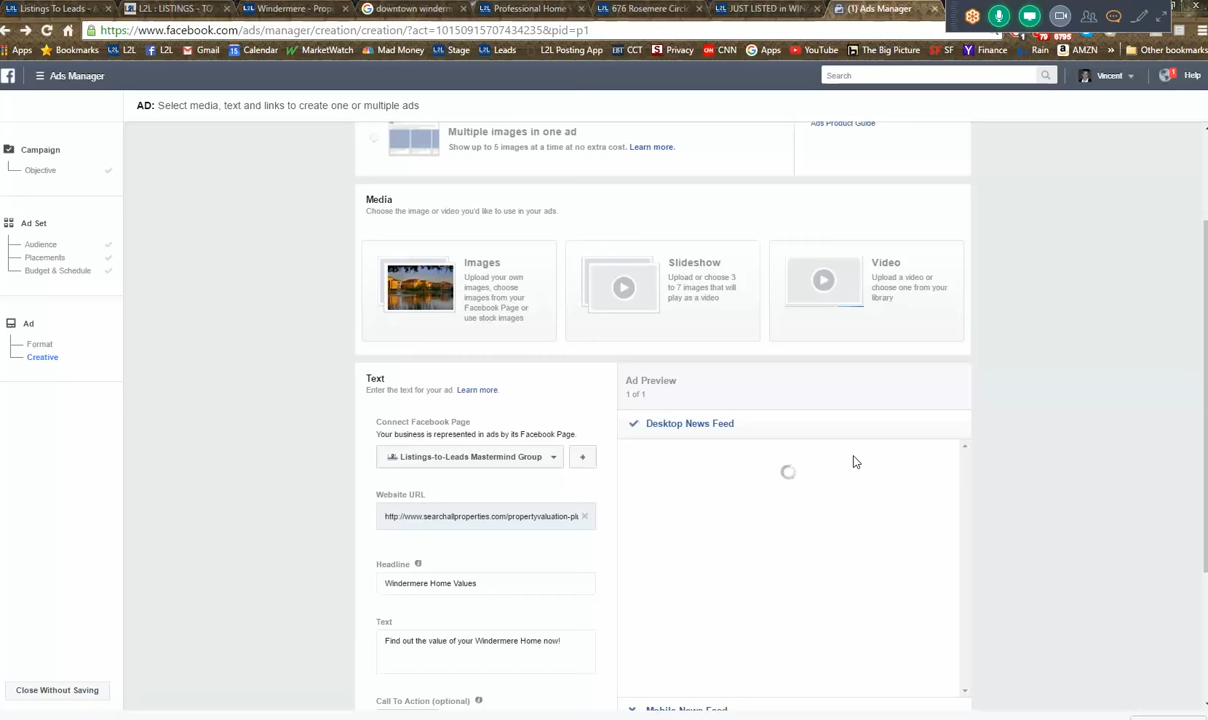 Listings To Leads -
L2L : LISTINGS - TO
Windermere - Prop
downtown winderm
Professional Home
676 Rosemere Circl
JUST LISTED in WIN
(1) Ads Manager
https://www.facebook.com/ads/manager/creation/creation/?act=10150915707434235&pid=p1
Apps
Bookmarks
L2L
Gmail
Calendar
MarketWatch
Mad Money
Stage
Leads
L2L Posting App
CCT
Privacy
CNN
Apps
YouTube
The Big Picture
SF
Finance
Rain
AMZN
Other bookmarks
Ads Manager
Search
Vincent
Help
AD: Select media, text and links to create one or multiple ads
Ads Product Guide
Multiple images in one ad
Show up to 5 images at a time at no extra cost. Learn more.
Campaign
Objective
Ad Set
Audience
Placements
Budget & Schedule
Ad
Format
Creative
Media
Choose the image or video you'd like to use in your ads.
Images
Upload your own
images, choose
images from your
Facebook Page or
use stock images
Slideshow
Upload or choose 3
to 7 images that will
play as a video
Video
Upload a video or
choose one from your
library
Text
Enter the text for your ad. Learn more.
Connect Facebook Page
Your business is represented in ads by its Facebook Page.
Listings-to-Leads Mastermind Group
+
Website URL
http://www.searchallproperties.com/propertyvaluation-plu
Headline
Windermere Home Values
Text
Find out the value of your Windermere Home now!
Call To Action (optional)
Ad Preview
1 of 1
Desktop News Feed
Mobile News Feed
Close Without Saving